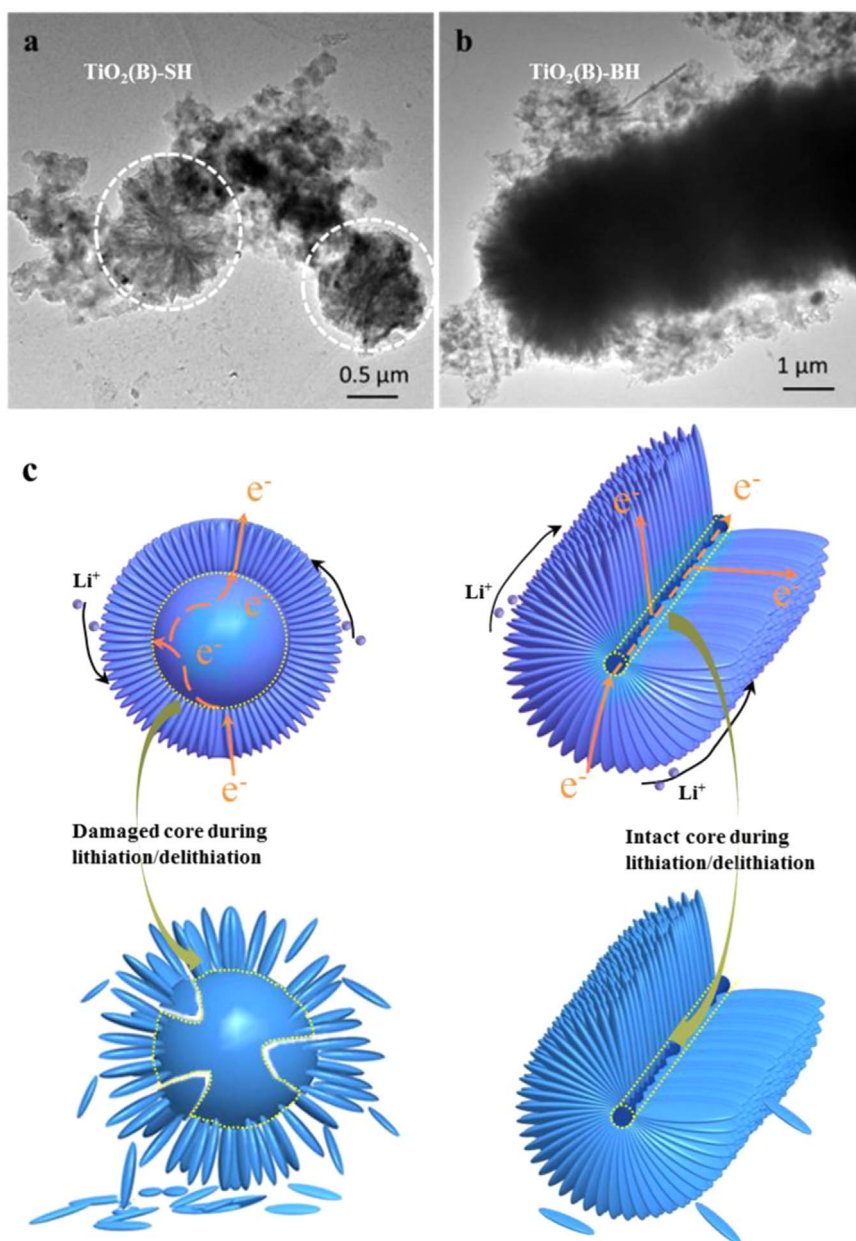 a
TiO₂(B)-SH
0.5 μm
b
TiO₂(B)-BH
1 μm
c
e⁻
Li⁺
e⁻
e⁻
e⁻
e⁻
e⁻
e⁻
Li⁺
e⁻
Li⁺
Damaged core during
lithiation/delithiation
Intact core during
lithiation/delithiation